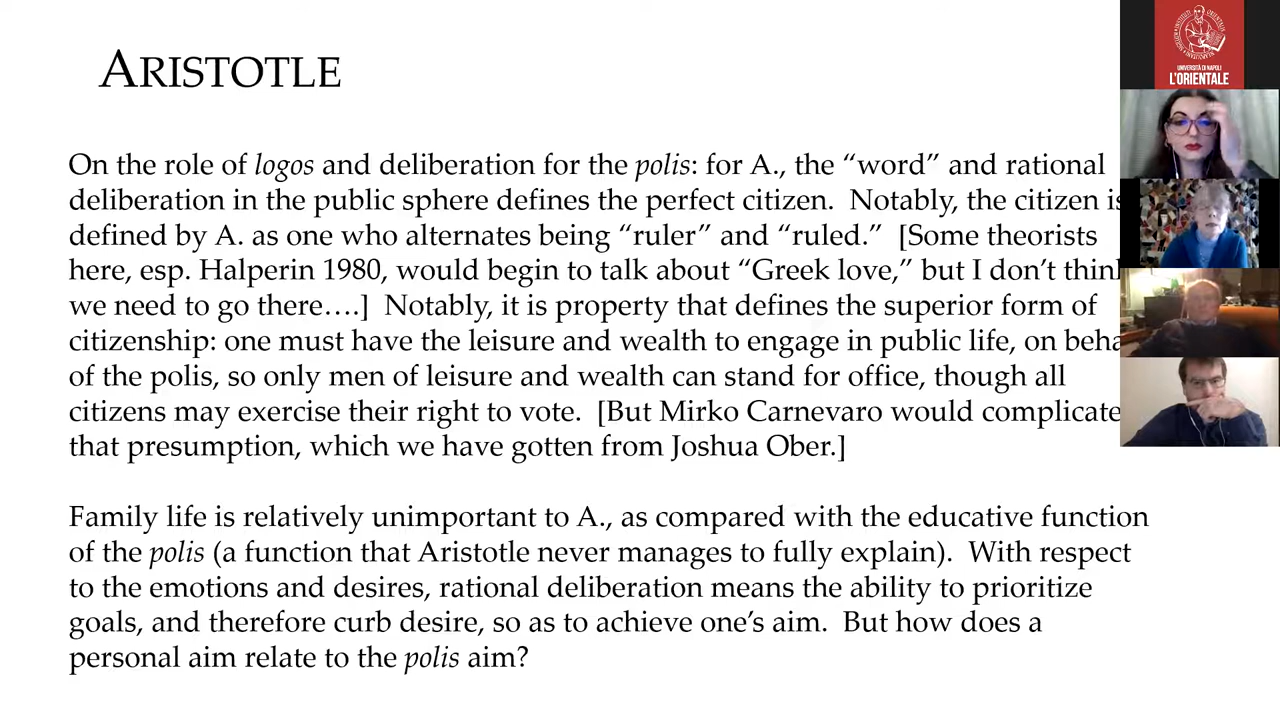 ARISTOTLE
On the role of logos and deliberation for the polis: for A., the “word” and rational
deliberation in the public sphere defines the perfect citizen. Notably, the citizen is
defined by A. as one who alternates being “ruler” and “ruled.” [Some theorists
here, esp. Halperin 1980, would begin to talk about “Greek love,” but I don’t think
we need to go there….] Notably, it is property that defines the superior form of
citizenship: one must have the leisure and wealth to engage in public life, on beha
of the polis, so only men of leisure and wealth can stand for office, though all
citizens may exercise their right to vote. [But Mirko Carnevaro would complicate
that presumption, which we have gotten from Joshua Ober.]
Family life is relatively unimportant to A., as compared with the educative function
of the polis (a function that Aristotle never manages to fully explain). With respect
to the emotions and desires, rational deliberation means the ability to prioritize
goals, and therefore curb desire, so as to achieve one’s aim. But how does a
personal aim relate to the polis aim?
UNIVERSITÀ DI NAPOLI
L'ORIENTALE